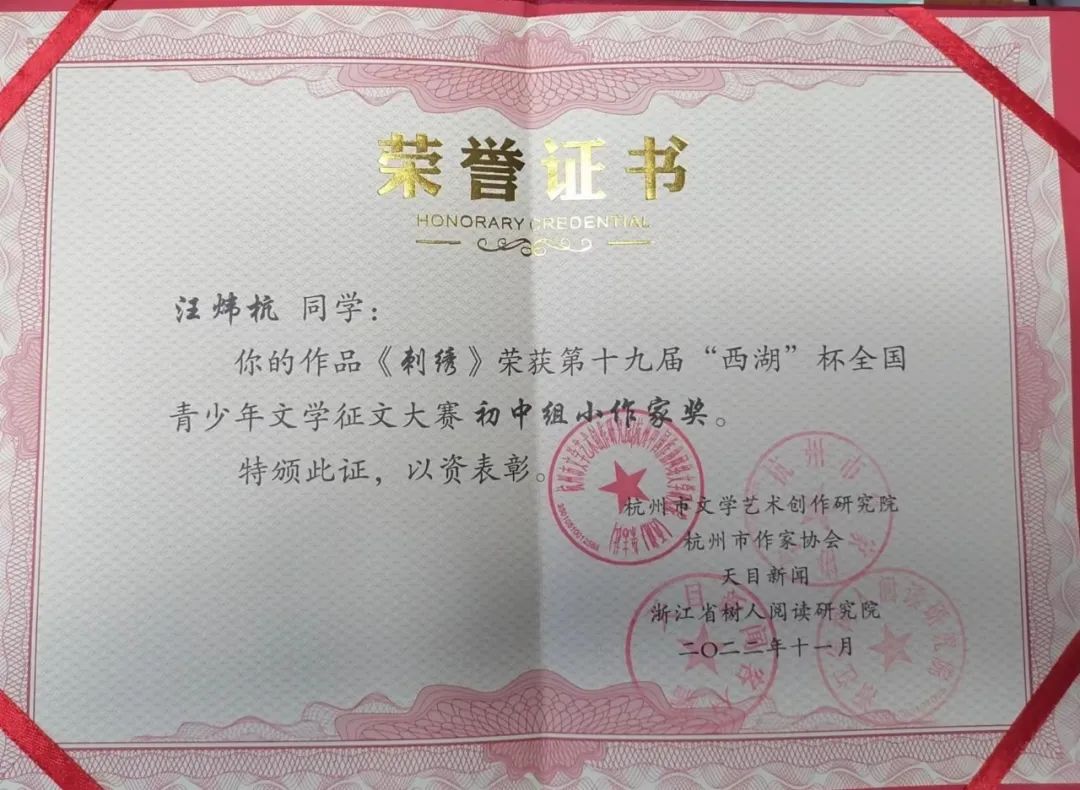 荣誉证书
HONORARY CREDENTIAL
汪炜杭 同学：
你的作品《刺绣》荣获第十九届“西湖”杯全国
青少年文学征文大赛 初中组小作家奖。
特颁此证，以资表彰。
杭州市文学艺术创作研究院
杭州市作家协会
天目新闻
浙江省树人阅读研究院
二〇二二年十一月